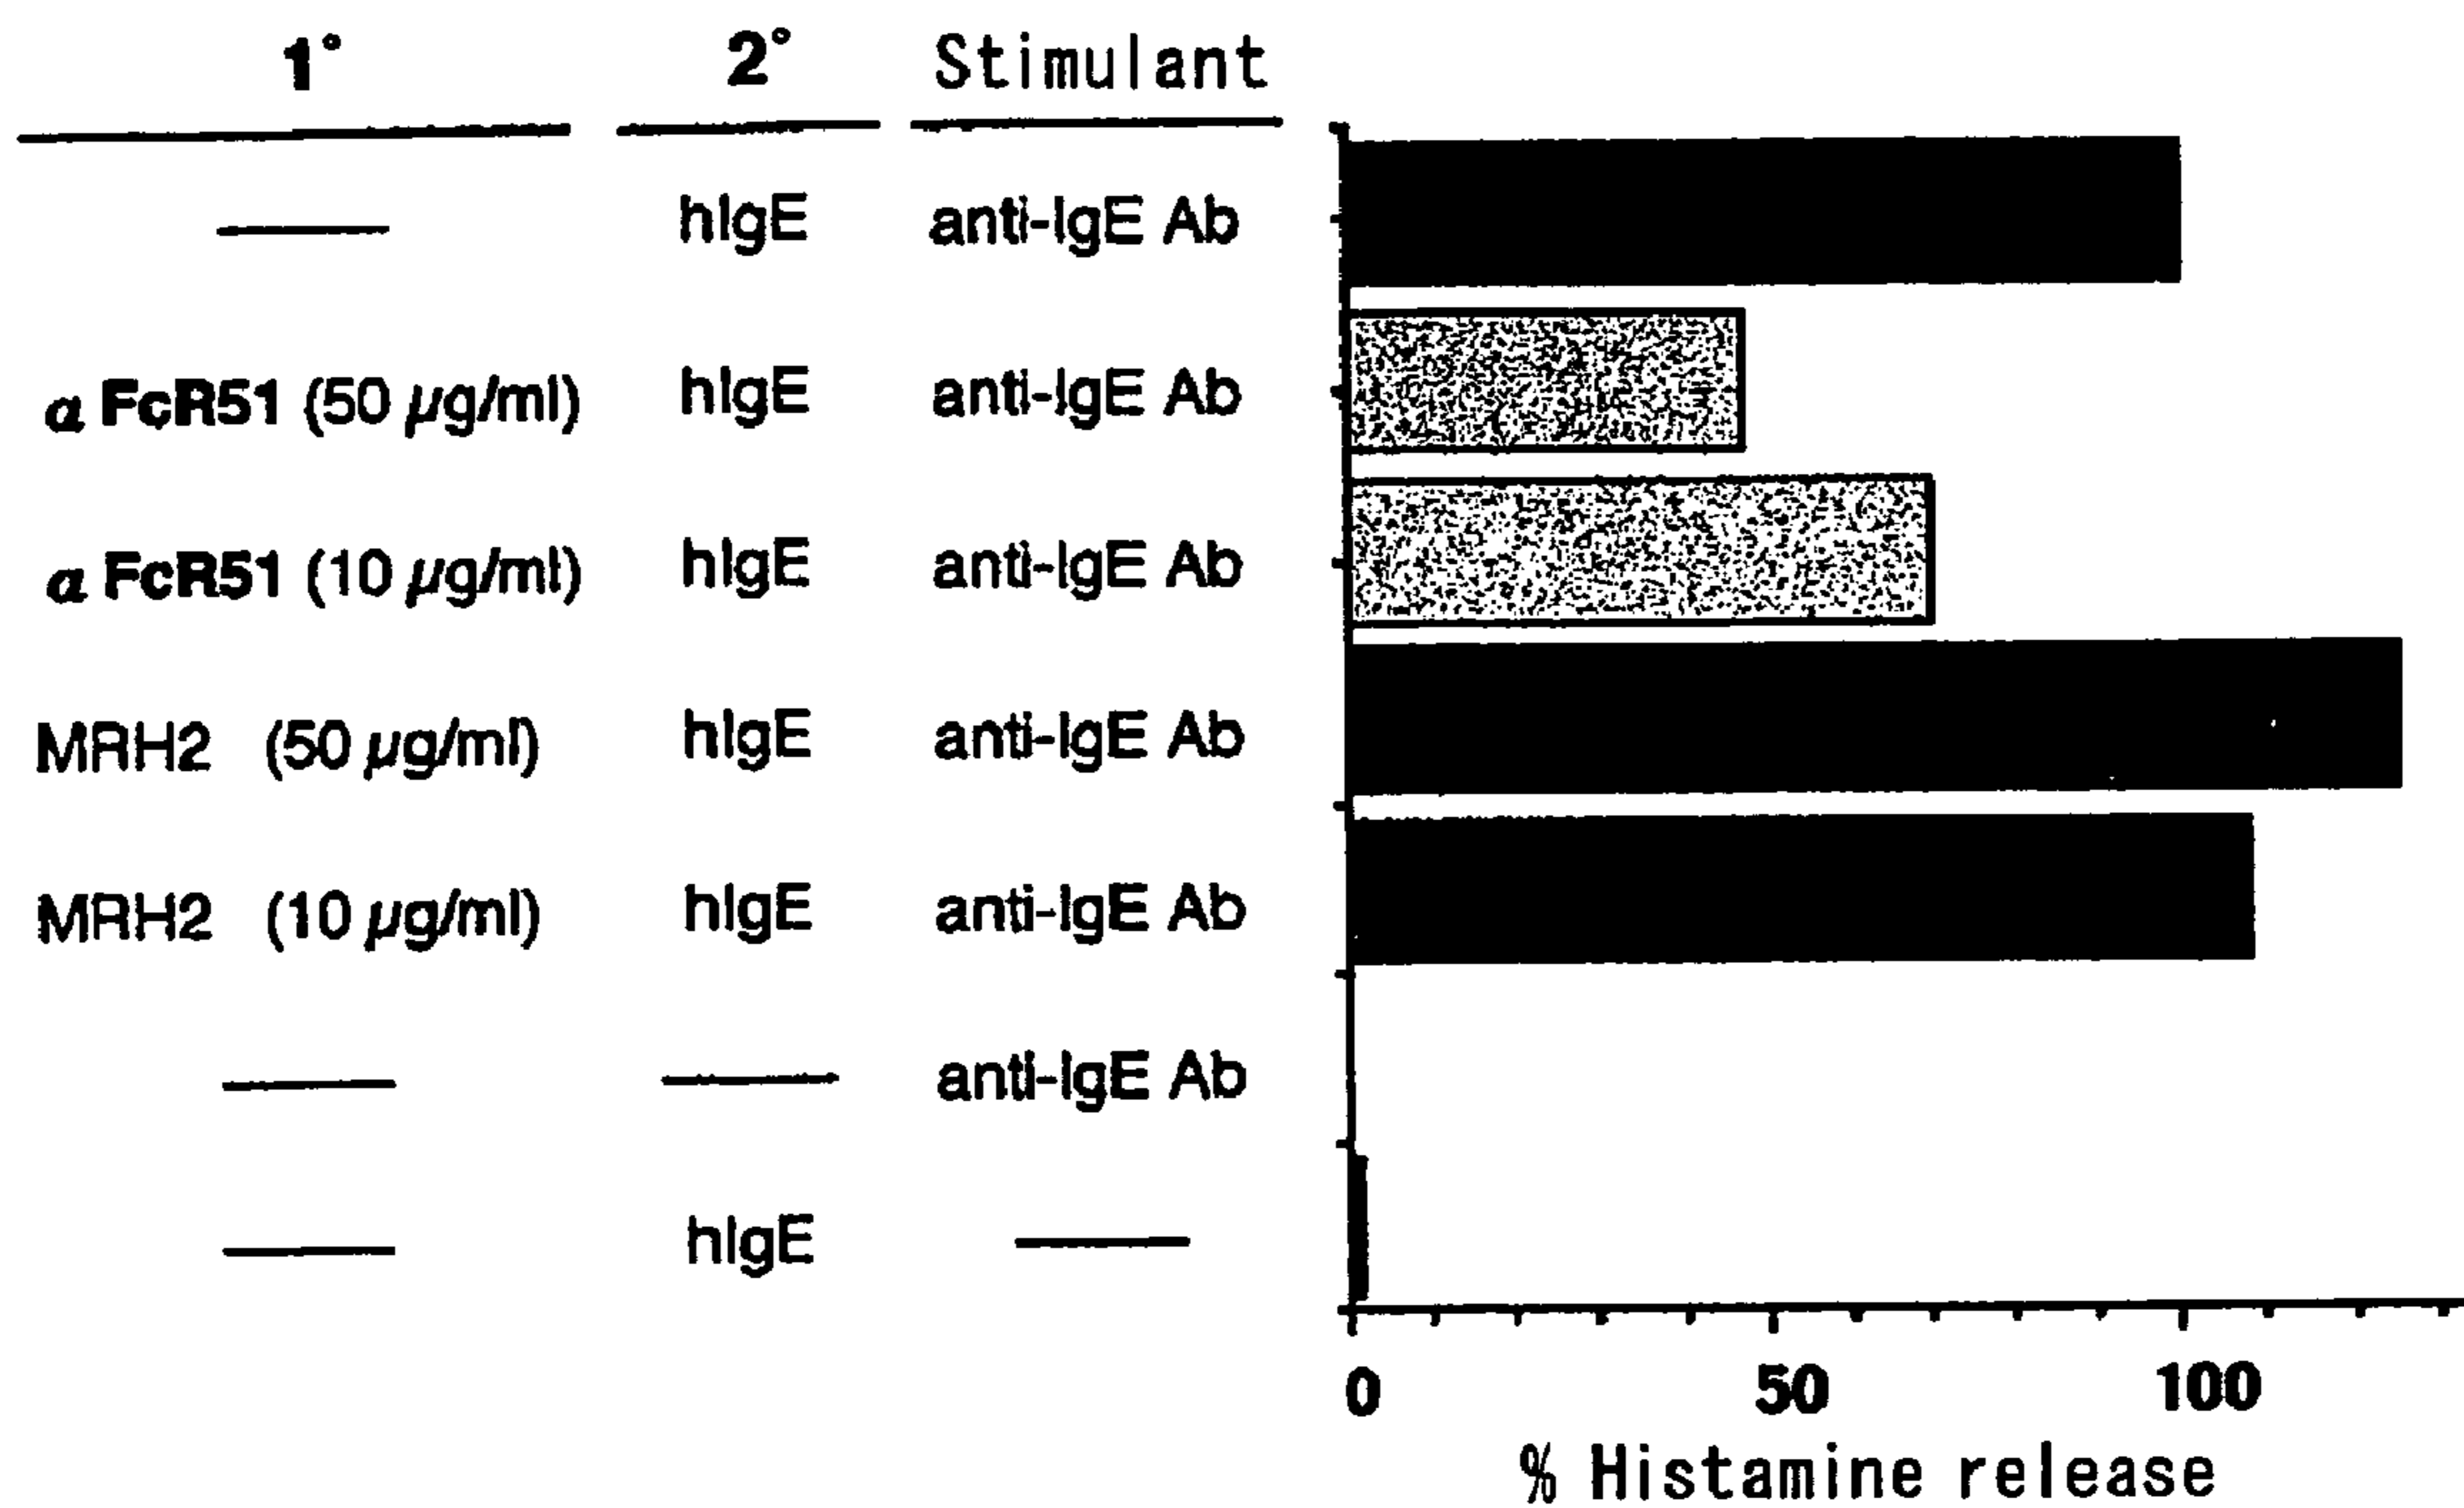 1° 2° Stimulant
— hIgE anti-IgE Ab
α FcR51 (50 μg/ml) hIgE anti-IgE Ab
α FcR51 (10 μg/ml) hIgE anti-IgE Ab
MRH2 (50 μg/ml) hIgE anti-IgE Ab
MRH2 (10 μg/ml) hIgE anti-IgE Ab
— — anti-IgE Ab
— hIgE —
0 50 100
% Histamine release